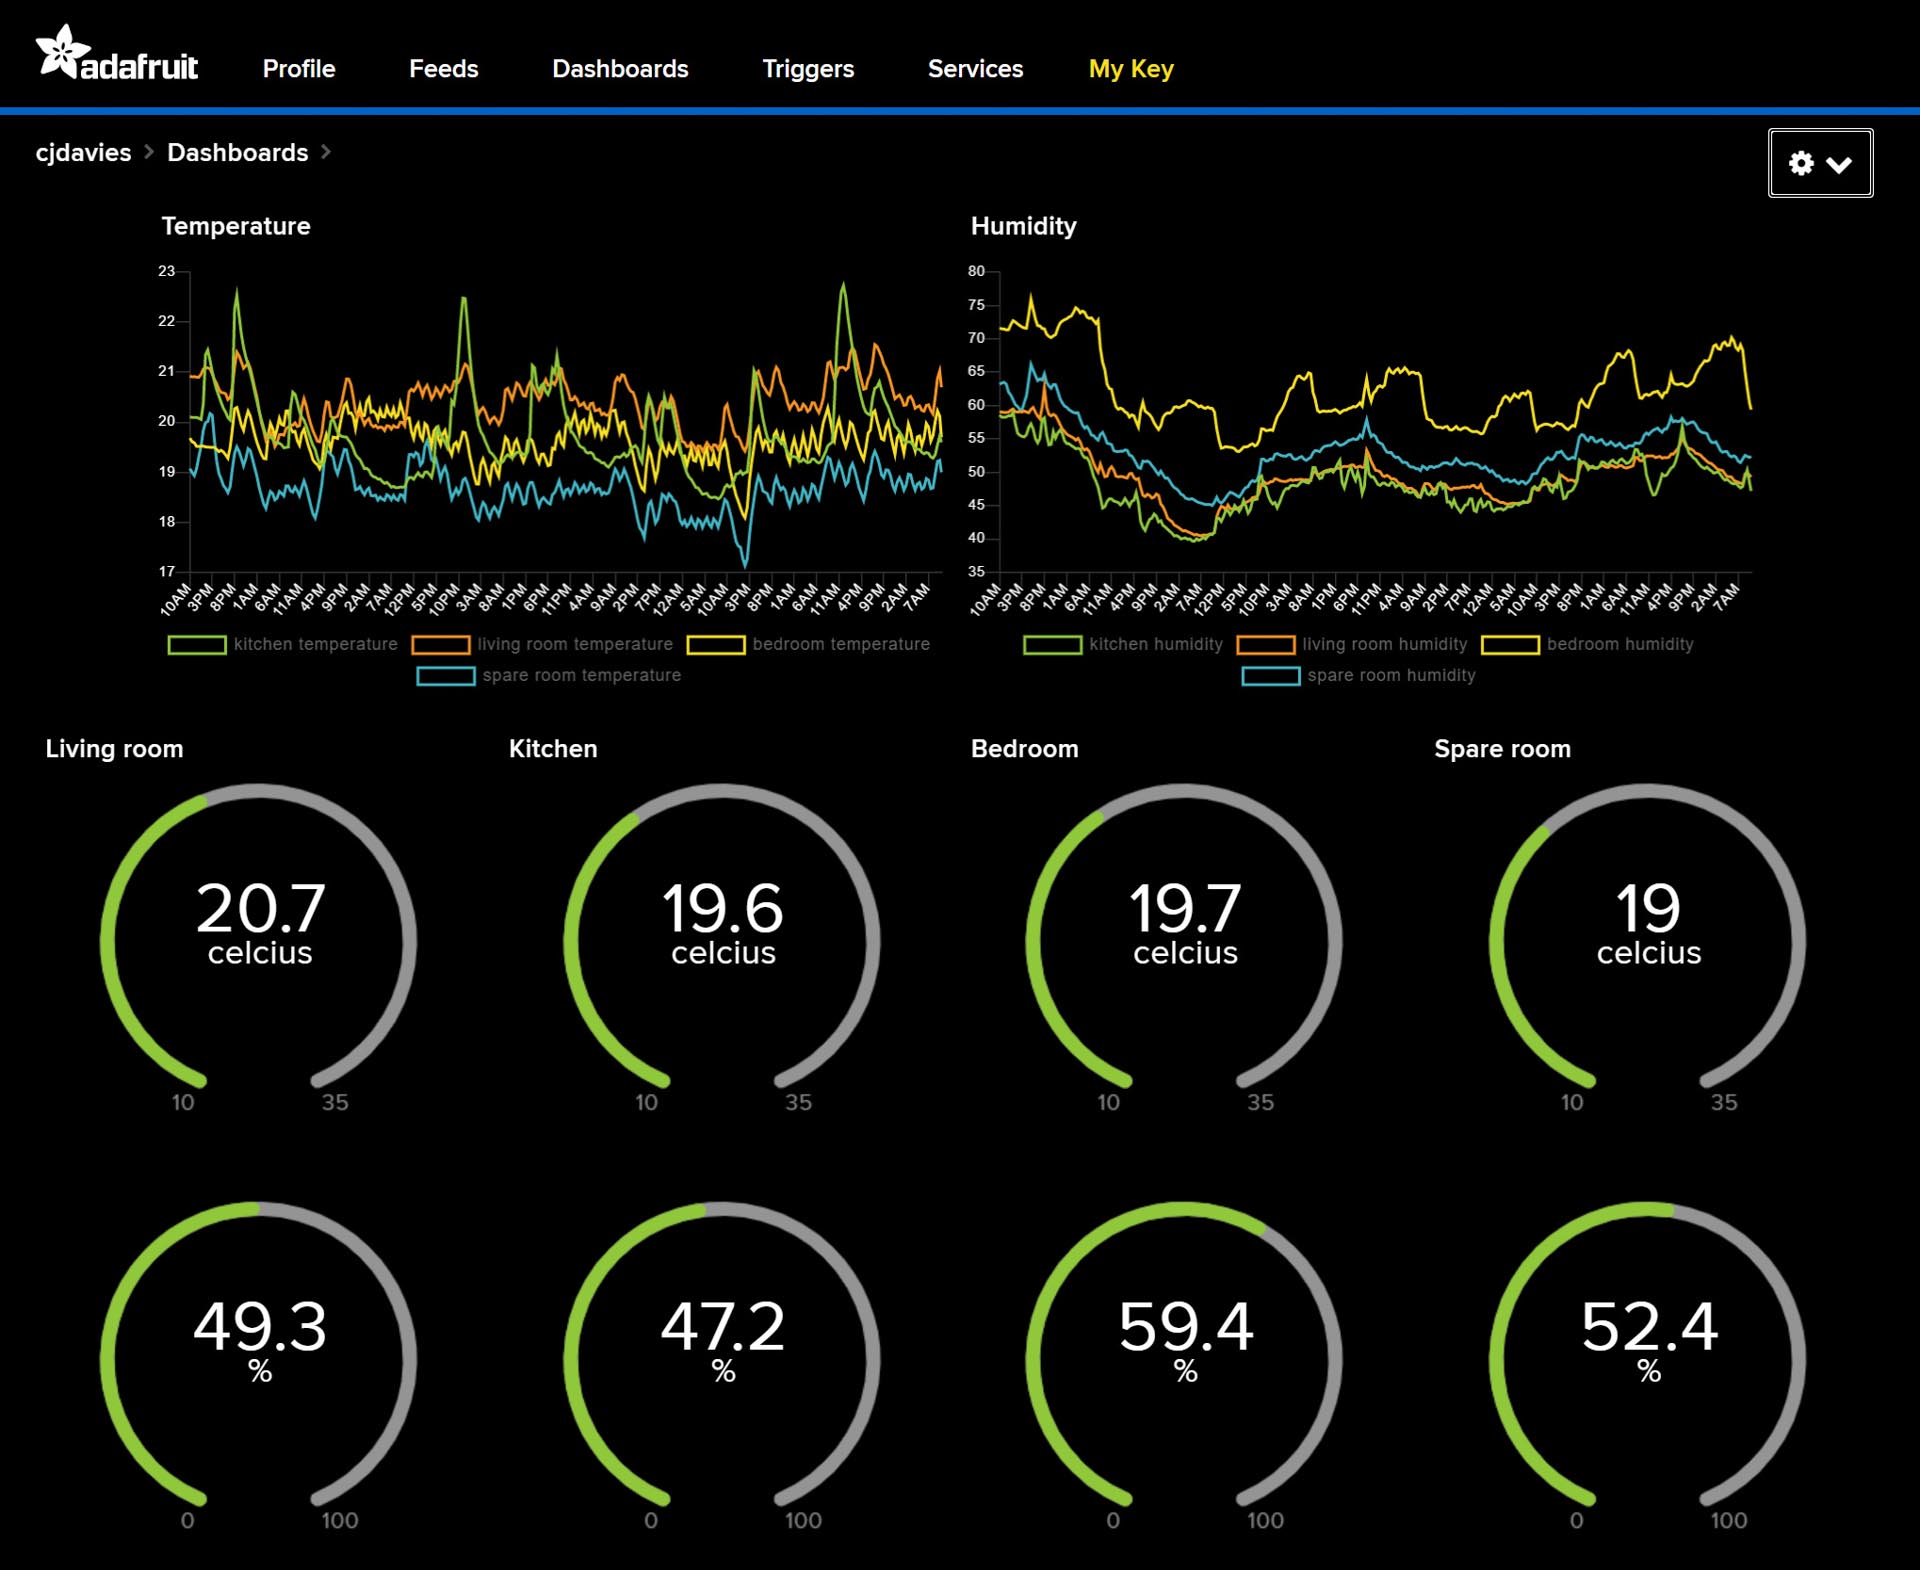 adafruit Profile Feeds Dashboards Triggers Services My Key
cjdavies Dashboards
Temperature
23
22
21
20
19
18
17
10AM 3PM 8PM 1AM 6AM 11AM 4PM 9PM 2AM 7AM 12PM 5PM 10PM 3AM 8AM 1PM 6PM 11PM 4AM 9AM 2PM 7PM 12AM 5AM 10AM 3PM 8PM 1AM 6AM 11AM 4PM 9PM 2AM 7AM
kitchen temperature living room temperature bedroom temperature
spare room temperature
Humidity
80
75
70
65
60
55
50
45
40
35
10AM 3PM 8PM 1AM 6AM 11AM 4PM 9PM 2AM 7AM 12PM 5PM 10PM 3AM 8AM 1PM 6PM 11PM 4AM 9AM 2PM 7PM 12AM 5AM 10AM 3PM 8PM 1AM 6AM 11AM 4PM 9PM 2AM 7AM
kitchen humidity living room humidity bedroom humidity
spare room humidity
Living room
20.7
celcius
10 35
Kitchen
19.6
celcius
10 35
Bedroom
19.7
celcius
10 35
Spare room
19
celcius
10 35
49.3
%
0 100
47.2
%
0 100
59.4
%
0 100
52.4
%
0 100